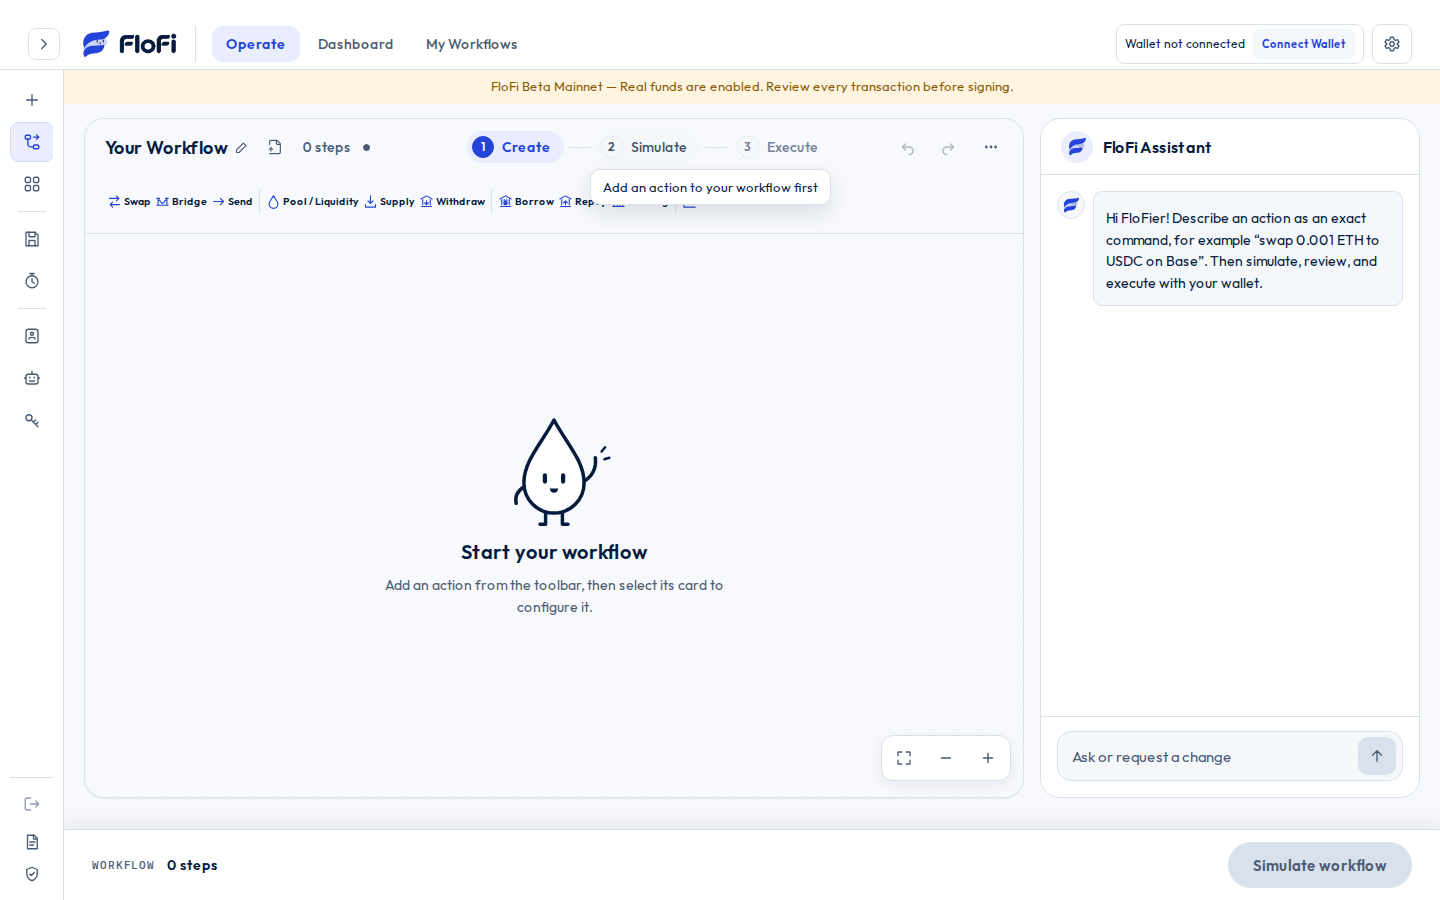 FloFi
Operate
Dashboard
My Workflows
Wallet not connected
Connect Wallet
FloFi Beta Mainnet — Real funds are enabled. Review every transaction before signing.
Your Workflow
0 steps
1 Create
2 Simulate
3 Execute
Add an action to your workflow first
Swap
Bridge
Send
Pool / Liquidity
Supply
Withdraw
Borrow
Start your workflow
Add an action from the toolbar, then select its card to
configure it.
FloFi Assistant
Hi FloFier! Describe an action as an exact
command, for example “swap 0.001 ETH to
USDC on Base”. Then simulate, review, and
execute with your wallet.
Ask or request a change
WORKFLOW 0 steps
Simulate workflow